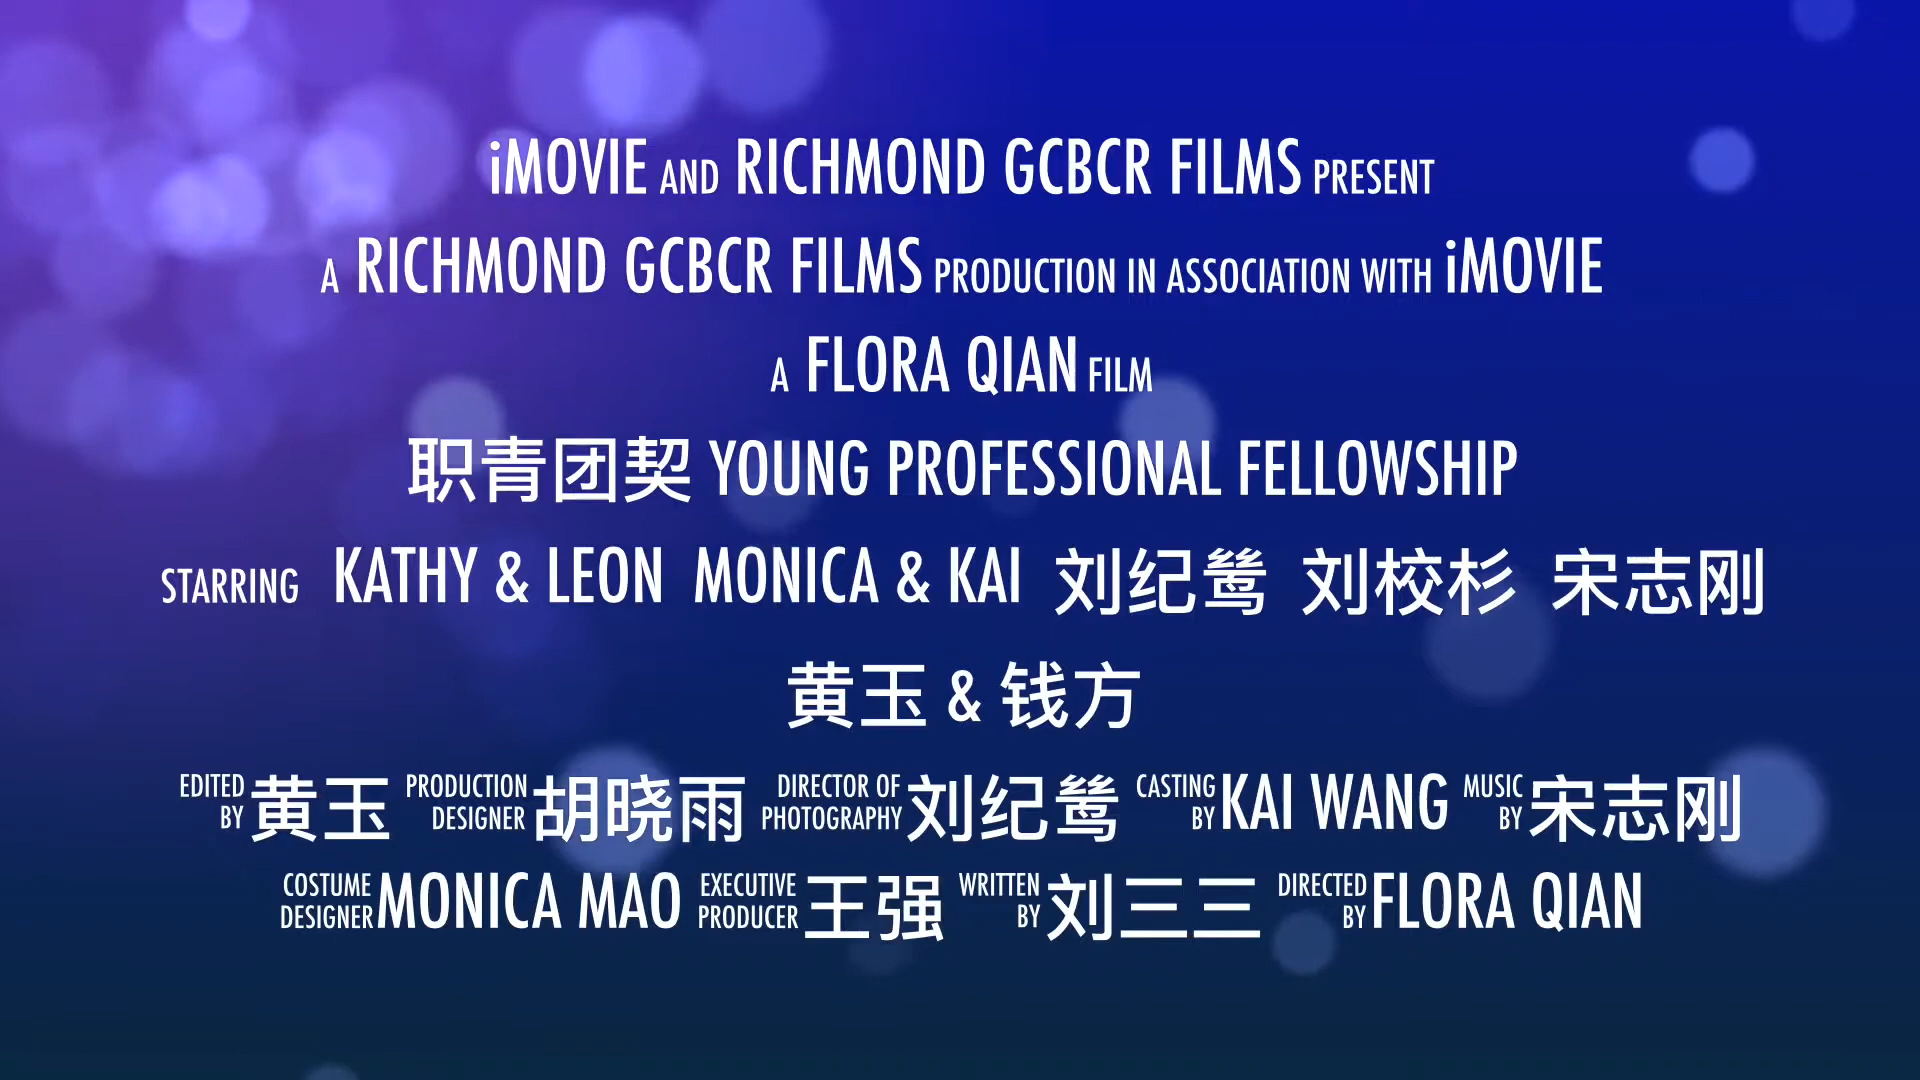 iMOVIE AND RICHMOND GCBCR FILMS PRESENT
A RICHMOND GCBCR FILMS PRODUCTION IN ASSOCIATION WITH iMOVIE
A FLORA QIAN FILM
职青团契 YOUNG PROFESSIONAL FELLOWSHIP
STARRING KATHY & LEON MONICA & KAI 刘纪鸶 刘校杉 宋志刚
黄玉 & 钱方
EDITED BY 黄玉 PRODUCTION DESIGNER 胡晓雨 DIRECTOR OF PHOTOGRAPHY 刘纪鸶 CASTING BY KAI WANG MUSIC BY 宋志刚
COSTUME DESIGNER MONICA MAO EXECUTIVE PRODUCER 王强 WRITTEN BY 刘三三 DIRECTED BY FLORA QIAN